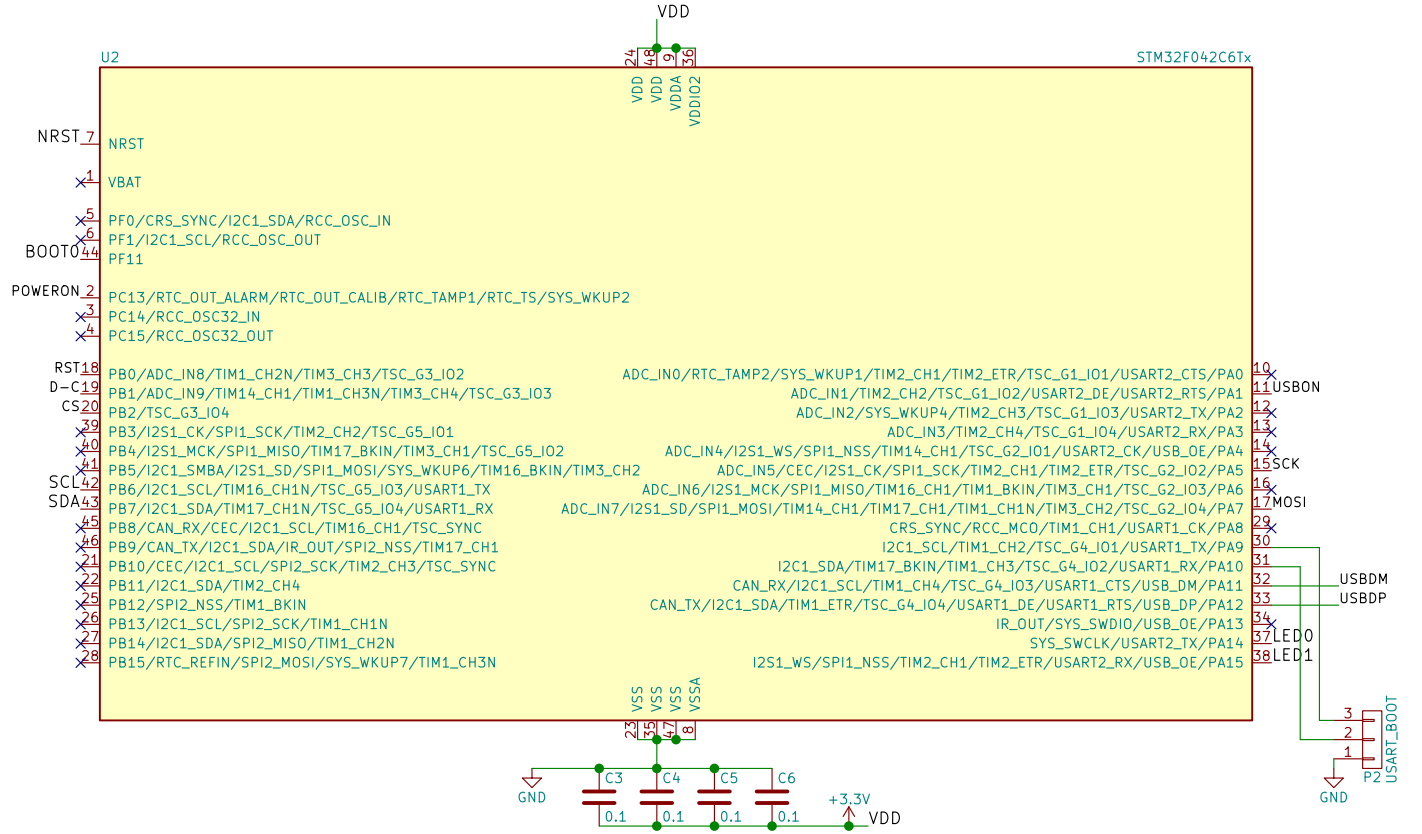 VDD
U2
STM32F042C6Tx
24 48 9 36
VDD VDD VDDA VDDIO2
NRST 7 NRST
1 VBAT
5 PF0/CRS_SYNC/I2C1_SDA/RCC_OSC_IN
6 PF1/I2C1_SCL/RCC_OSC_OUT
BOOT0 44 PF11
POWERON 2 PC13/RTC_OUT_ALARM/RTC_OUT_CALIB/RTC_TAMP1/RTC_TS/SYS_WKUP2
3 PC14/RCC_OSC32_IN
4 PC15/RCC_OSC32_OUT
RST 18 PB0/ADC_IN8/TIM1_CH2N/TIM3_CH3/TSC_G3_IO2 ADC_IN0/RTC_TAMP2/SYS_WKUP1/TIM2_CH1/TIM2_ETR/TSC_G1_IO1/USART2_CTS/PA0 10
D-C 19 PB1/ADC_IN9/TIM14_CH1/TIM1_CH3N/TIM3_CH4/TSC_G3_IO3 ADC_IN1/TIM2_CH2/TSC_G1_IO2/USART2_DE/USART2_RTS/PA1 11 USBON
CS 20 PB2/TSC_G3_IO4 ADC_IN2/SYS_WKUP4/TIM2_CH3/TSC_G1_IO3/USART2_TX/PA2 12
39 PB3/I2S1_CK/SPI1_SCK/TIM2_CH2/TSC_G5_IO1 ADC_IN3/TIM2_CH4/TSC_G1_IO4/USART2_RX/PA3 13
40 PB4/I2S1_MCK/SPI1_MISO/TIM17_BKIN/TIM3_CH1/TSC_G5_IO2 ADC_IN4/I2S1_WS/SPI1_NSS/TIM14_CH1/TSC_G2_IO1/USART2_CK/USB_OE/PA4 14
41 PB5/I2C1_SMBA/I2S1_SD/SPI1_MOSI/SYS_WKUP6/TIM16_BKIN/TIM3_CH2 ADC_IN5/CEC/I2S1_CK/SPI1_SCK/TIM2_CH1/TIM2_ETR/TSC_G2_IO2/PA5 15 SCK
SCL 42 PB6/I2C1_SCL/TIM16_CH1N/TSC_G5_IO3/USART1_TX ADC_IN6/I2S1_MCK/SPI1_MISO/TIM16_CH1/TIM1_BKIN/TIM3_CH1/TSC_G2_IO3/PA6 16
SDA 43 PB7/I2C1_SDA/TIM17_CH1N/TSC_G5_IO4/USART1_RX ADC_IN7/I2S1_SD/SPI1_MOSI/TIM14_CH1/TIM17_CH1/TIM1_CH1N/TIM3_CH2/TSC_G2_IO4/PA7 17 MOSI
45 PB8/CAN_RX/CEC/I2C1_SCL/TIM16_CH1/TSC_SYNC CRS_SYNC/RCC_MCO/TIM1_CH1/USART1_CK/PA8 29
46 PB9/CAN_TX/I2C1_SDA/IR_OUT/SPI2_NSS/TIM17_CH1 I2C1_SCL/TIM1_CH2/TSC_G4_IO1/USART1_TX/PA9 30
21 PB10/CEC/I2C1_SCL/SPI2_SCK/TIM2_CH3/TSC_SYNC I2C1_SDA/TIM17_BKIN/TIM1_CH3/TSC_G4_IO2/USART1_RX/PA10 31
22 PB11/I2C1_SDA/TIM2_CH4 CAN_RX/I2C1_SCL/TIM1_CH4/TSC_G4_IO3/USART1_CTS/USB_DM/PA11 32 USBDM
25 PB12/SPI2_NSS/TIM1_BKIN CAN_TX/I2C1_SDA/TIM1_ETR/TSC_G4_IO4/USART1_DE/USART1_RTS/USB_DP/PA12 33 USBDP
26 PB13/I2C1_SCL/SPI2_SCK/TIM1_CH1N IR_OUT/SYS_SWDIO/USB_OE/PA13 34
27 PB14/I2C1_SDA/SPI2_MISO/TIM1_CH2N SYS_SWCLK/USART2_TX/PA14 37 LED0
28 PB15/RTC_REFIN/SPI2_MOSI/SYS_WKUP7/TIM1_CH3N I2S1_WS/SPI1_NSS/TIM2_CH1/TIM2_ETR/USART2_RX/USB_OE/PA15 38 LED1
VSS VSS VSS VSSA
23 35 47 8
3
2
1
P2
USART_BOOT
GND
GND
C3 C4 C5 C6
0.1 0.1 0.1 0.1
+3.3V
VDD